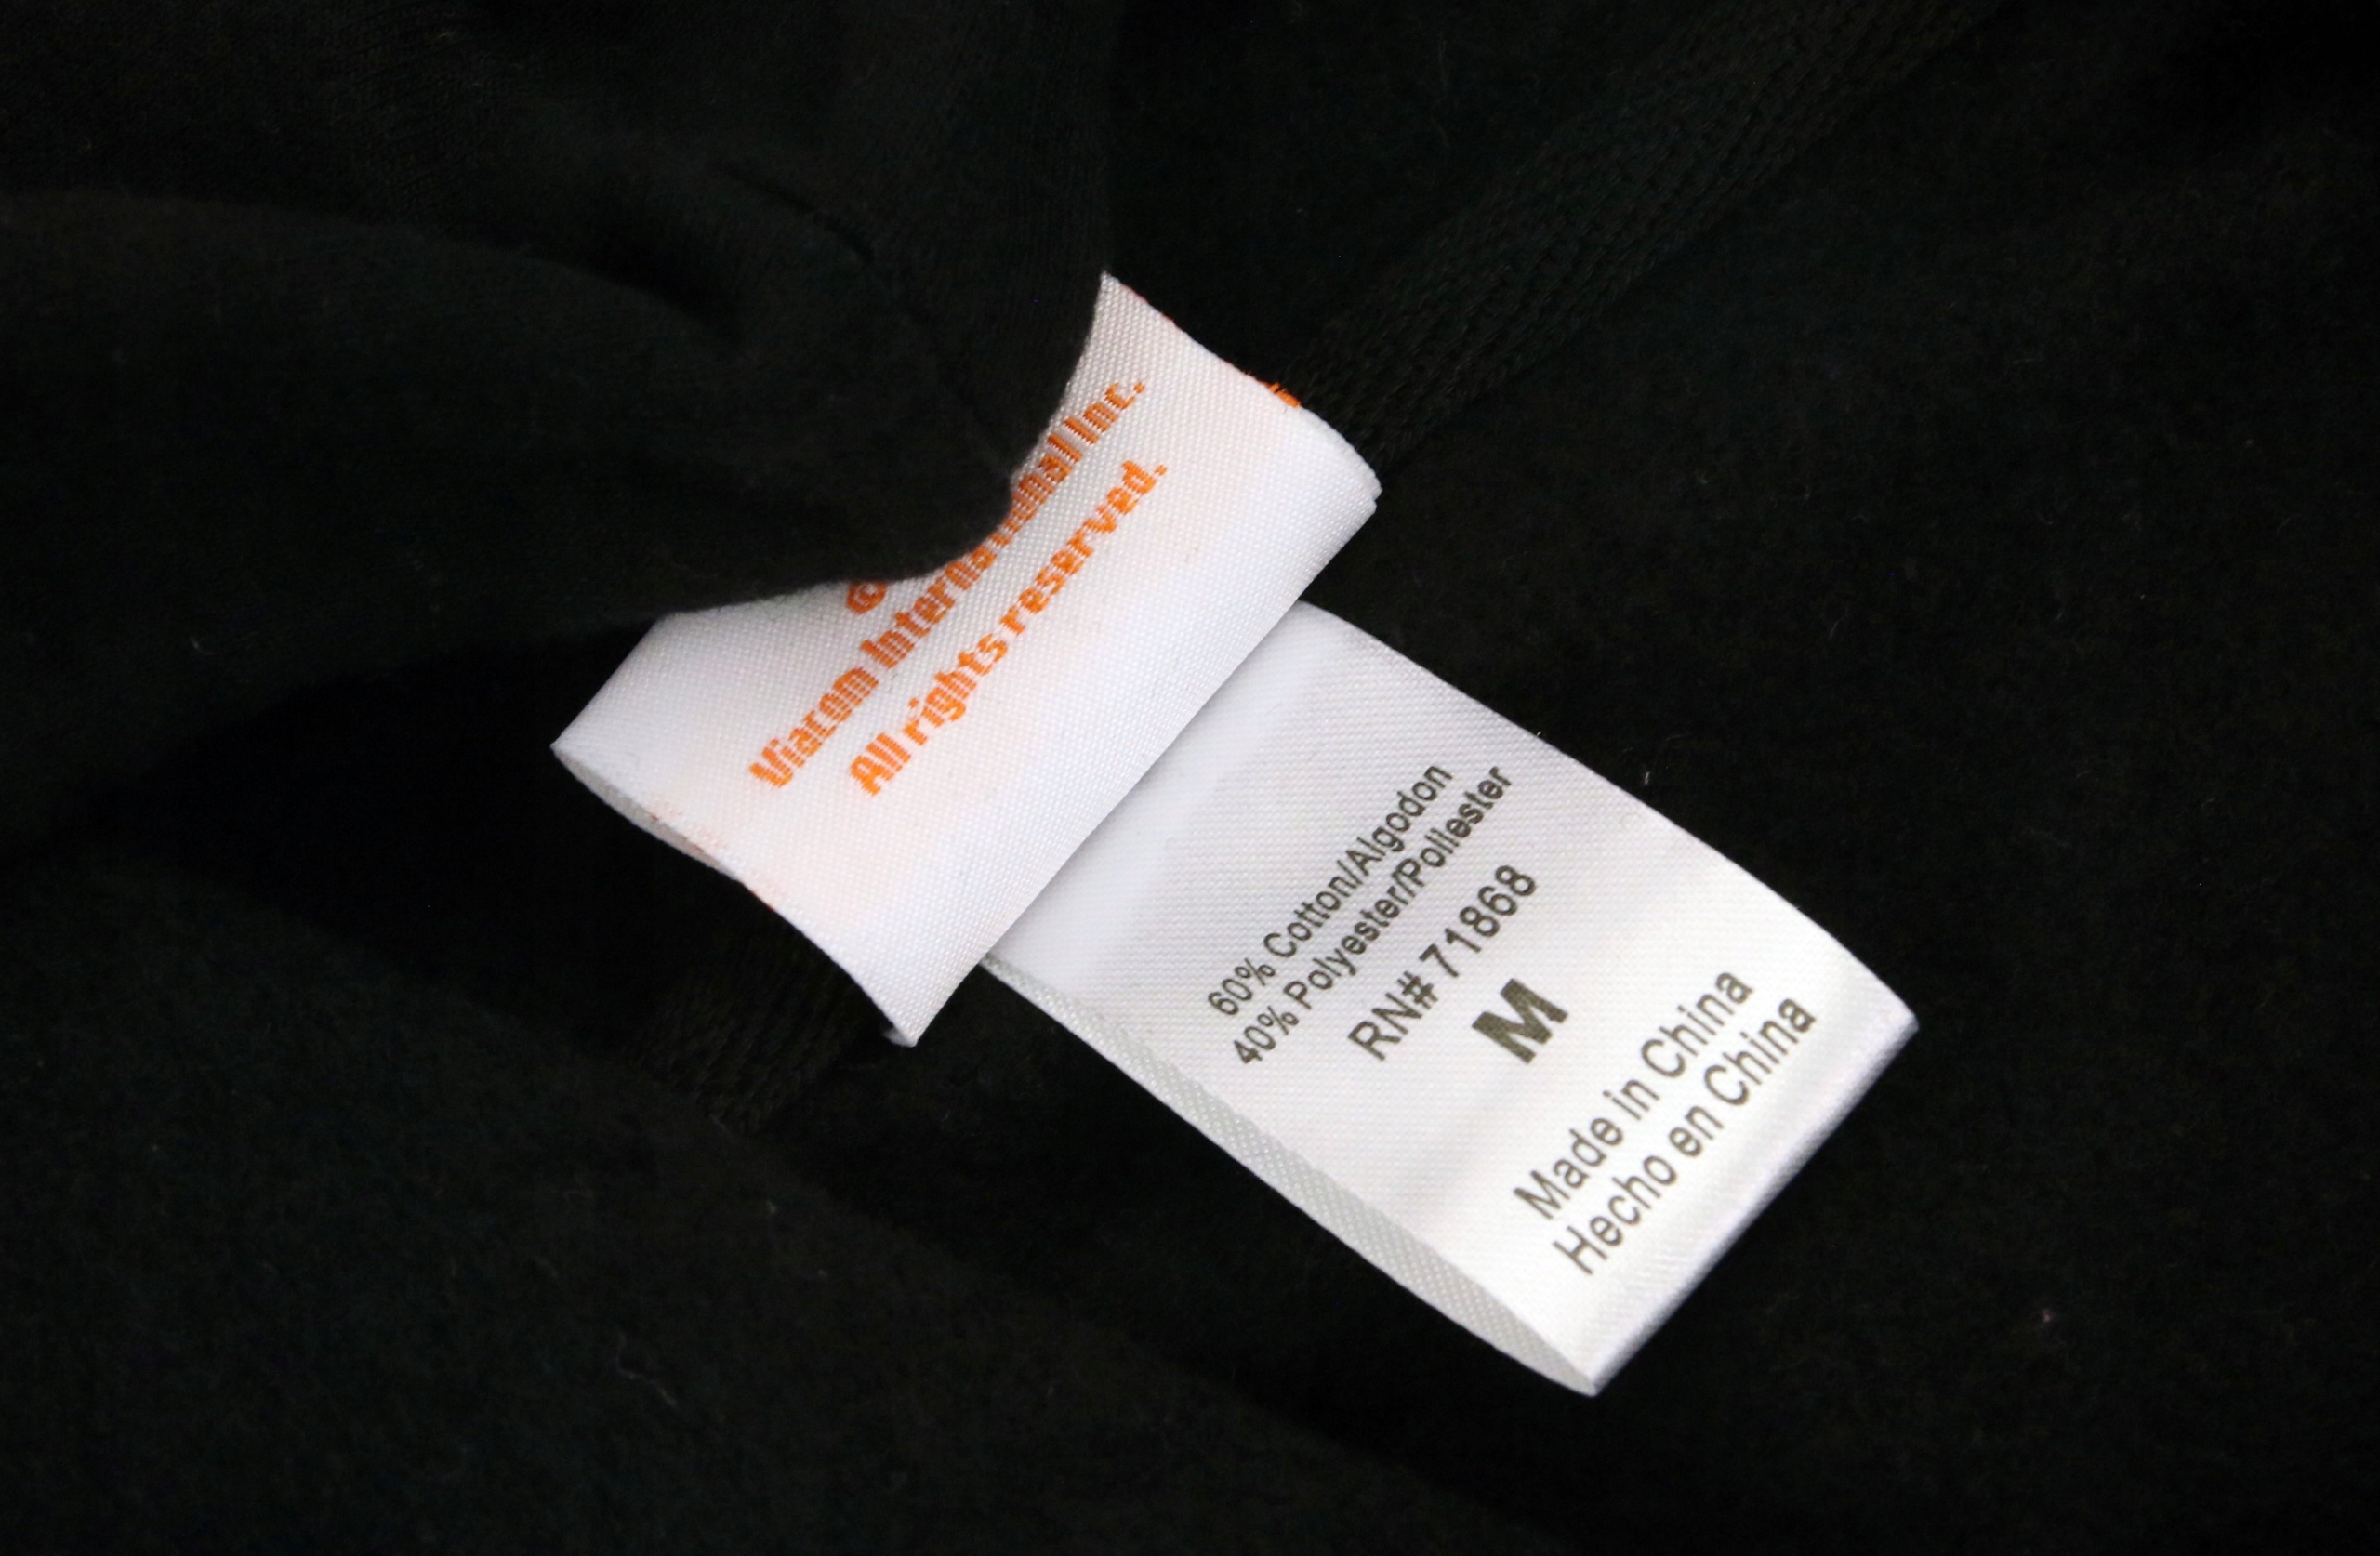 ©
Viacom International Inc.
All rights reserved.
60% Cotton/Algodon
40% Polyester/Poliester
RN# 71868
M
Made in China
Hecho en China